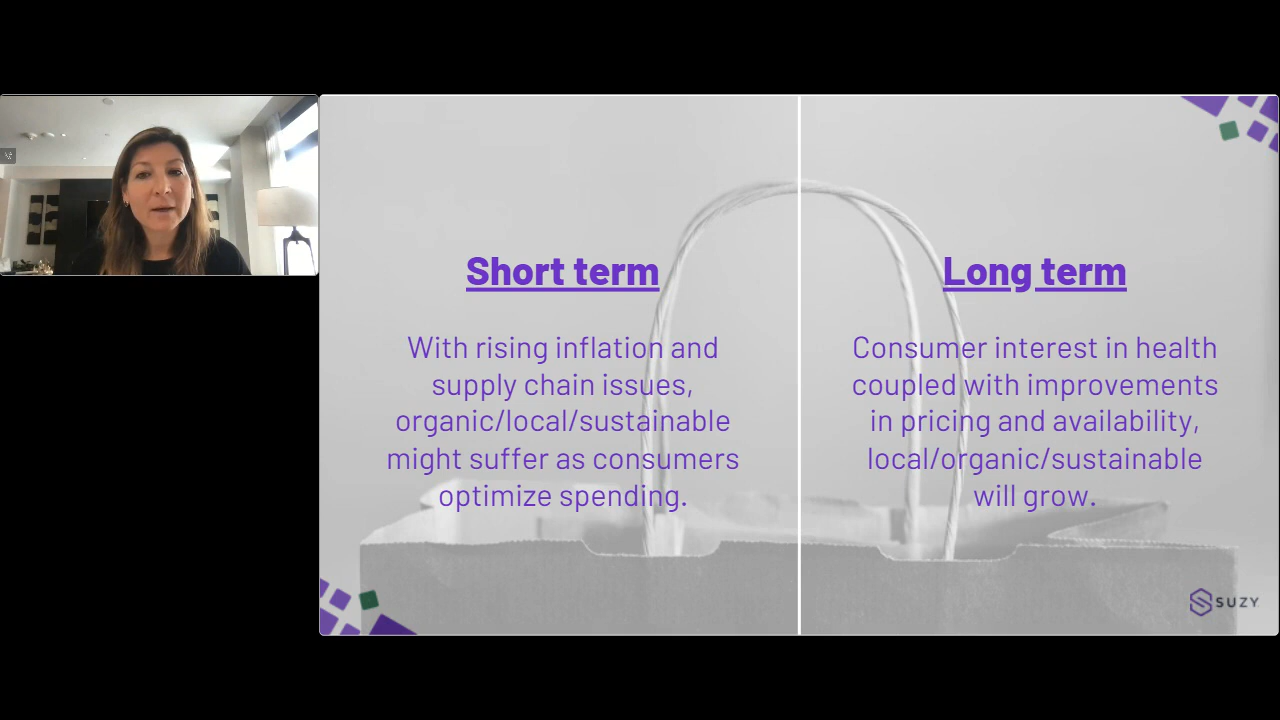 Short term
With rising inflation and
supply chain issues,
organic/local/sustainable
might suffer as consumers
optimize spending.
Long term
Consumer interest in health
coupled with improvements
in pricing and availability,
local/organic/sustainable
will grow.
SUZY